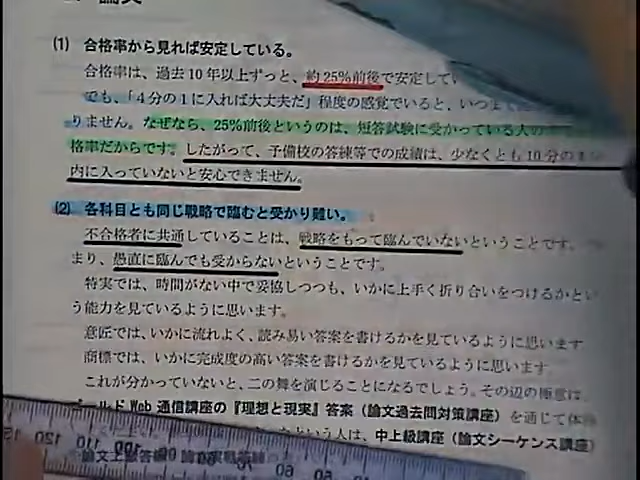 論文
(1) 合格率から見れば安定している。
合格率は、過去10年以上ずっと、約25%前後で安定してい
でも、「4分の1に入れば大丈夫だ」程度の感覚でいると、いつま
りません。なぜなら、25%前後というのは、短答試験に受かっている人の
格率だからです。したがって、予備校の答練等での成績は、少なくとも10分の
内に入っていないと安心できません。
(2) 各科目とも同じ戦略で臨むと受かり難い。
不合格者に共通していることは、戦略をもって臨んでいないということです。
まり、愚直に臨んでも受からないということです。
特実では、時間がない中で妥協しつつも、いかに上手く折り合いをつけるかとい
う能力を見ているように思います。
意匠では、いかに流れよく、読み易い答案を書けるかを見ているように思います
商標では、いかに完成度の高い答案を書けるかを見ているように思います
これが分かっていないと、二の舞を演じることになるでしょう。その辺の極意は、
ールドWeb通信講座の『理想と現実』答案（論文過去問対策講座）を通じて体
という人は、中上級講座（論文シーケンス講座）
120 110 100 90 80 70 60 50